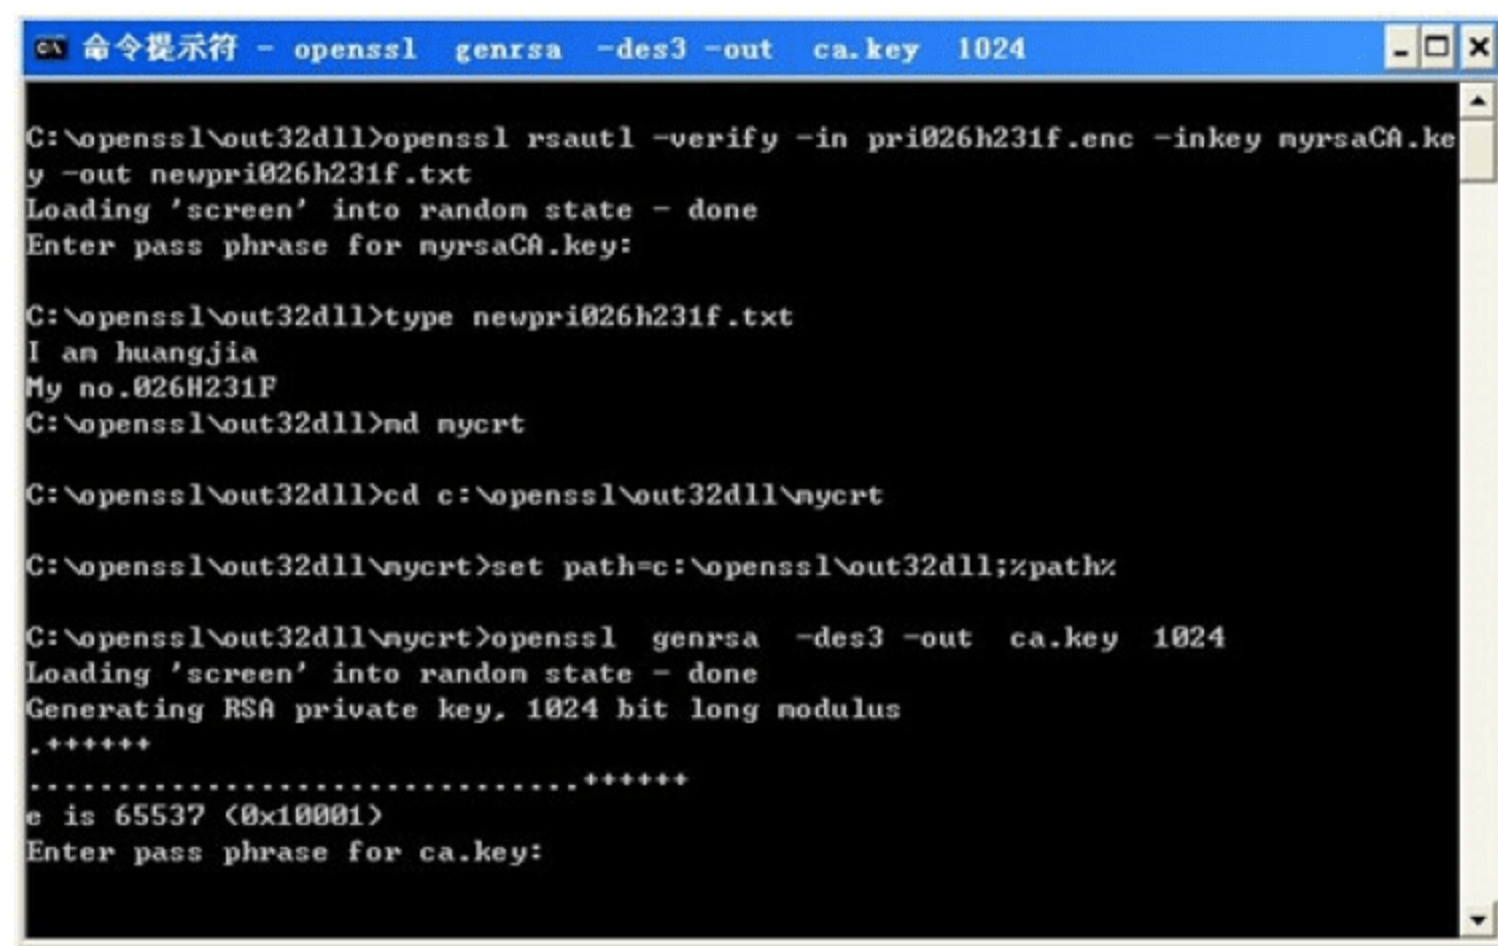 命令提示符 - openssl genrsa -des3 -out ca.key 1024
C:\openssl\out32dll>openssl rsautl -verify -in pri026h231f.enc -inkey myrsaCA.ke
y -out newpri026h231f.txt
Loading 'screen' into random state - done
Enter pass phrase for myrsaCA.key:
C:\openssl\out32dll>type newpri026h231f.txt
I am huangjia
My no.026H231F
C:\openssl\out32dll>md mycrt
C:\openssl\out32dll>cd c:\openssl\out32dll\mycrt
C:\openssl\out32dll\mycrt>set path=c:\openssl\out32dll;%path%
C:\openssl\out32dll\mycrt>openssl  genrsa  -des3 -out  ca.key  1024
Loading 'screen' into random state - done
Generating RSA private key, 1024 bit long modulus
.++++++
...............................++++++
e is 65537 (0x10001)
Enter pass phrase for ca.key: